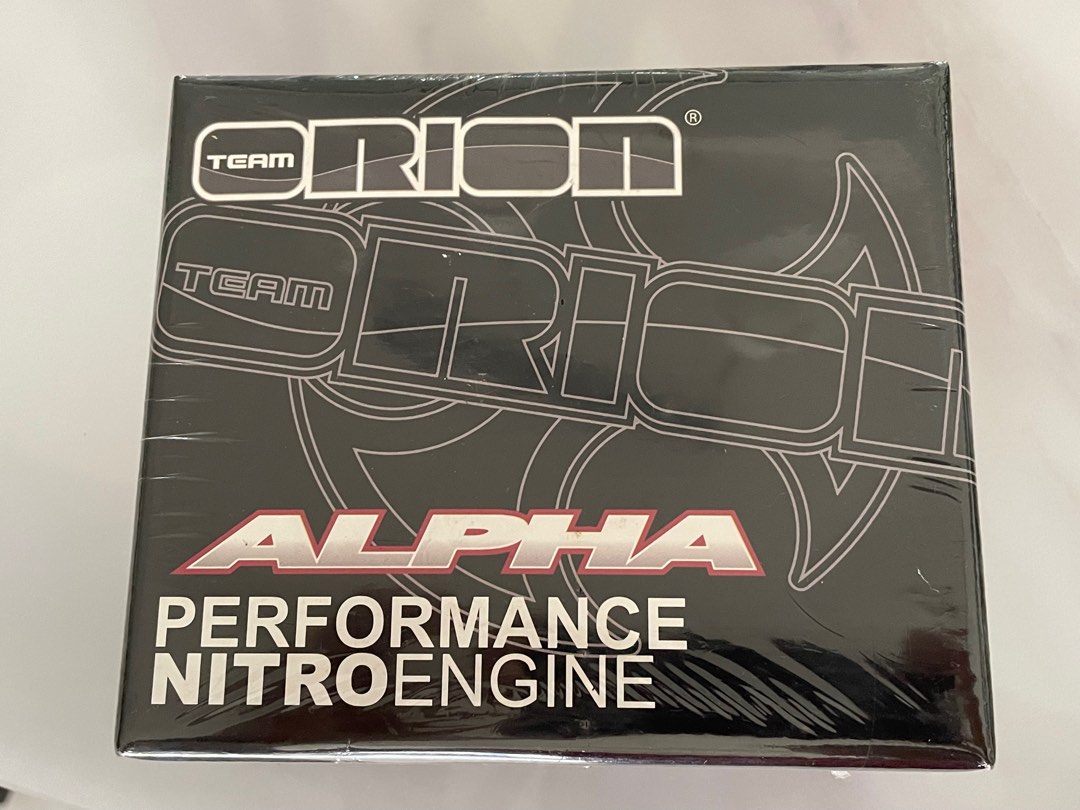 TEAM ORION®
TEAM ORION
ALPHA
PERFORMANCE
NITROENGINE